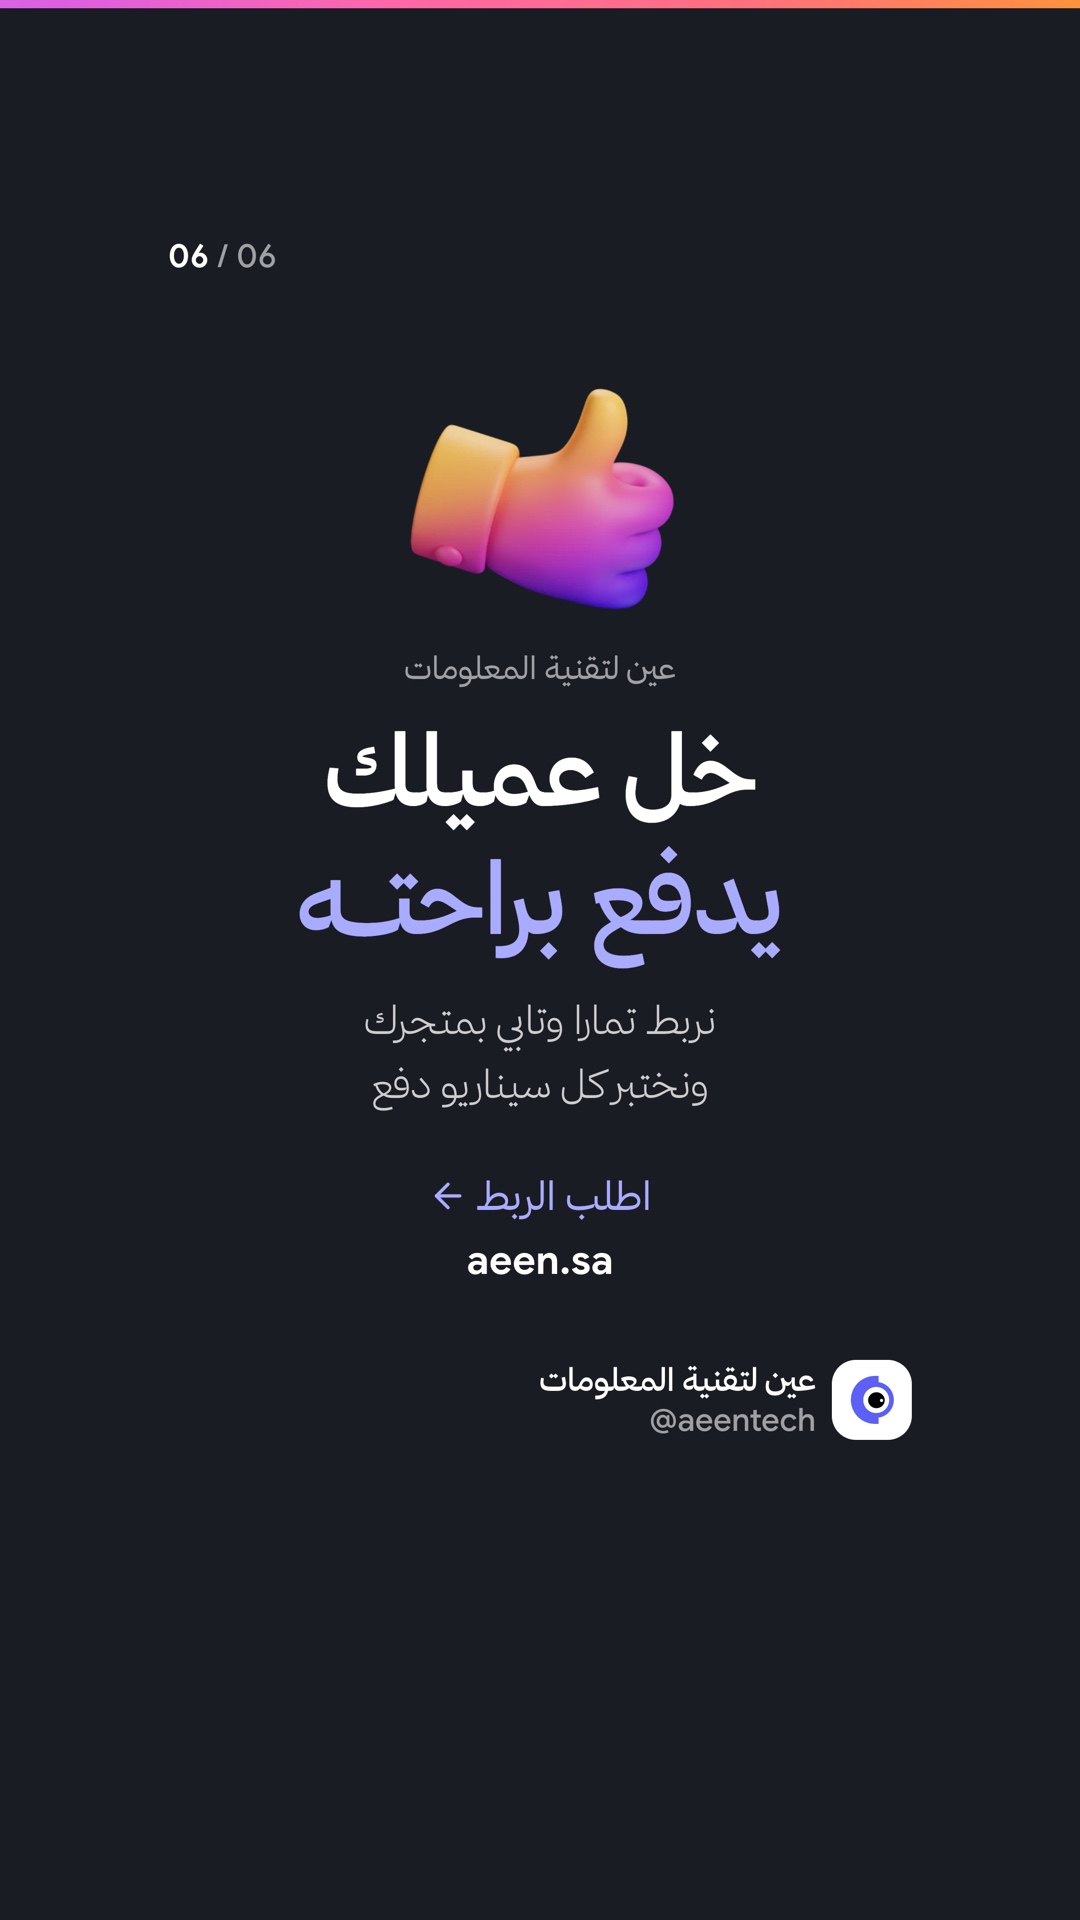 06 / 06
عين لتقنية المعلومات
خل عميلك
يدفع براحتـه
نربط تمارا وتابي بمتجرك
ونختبر كل سيناريو دفع
اطلب الربط ←
aeen.sa
عين لتقنية المعلومات
@aeentech